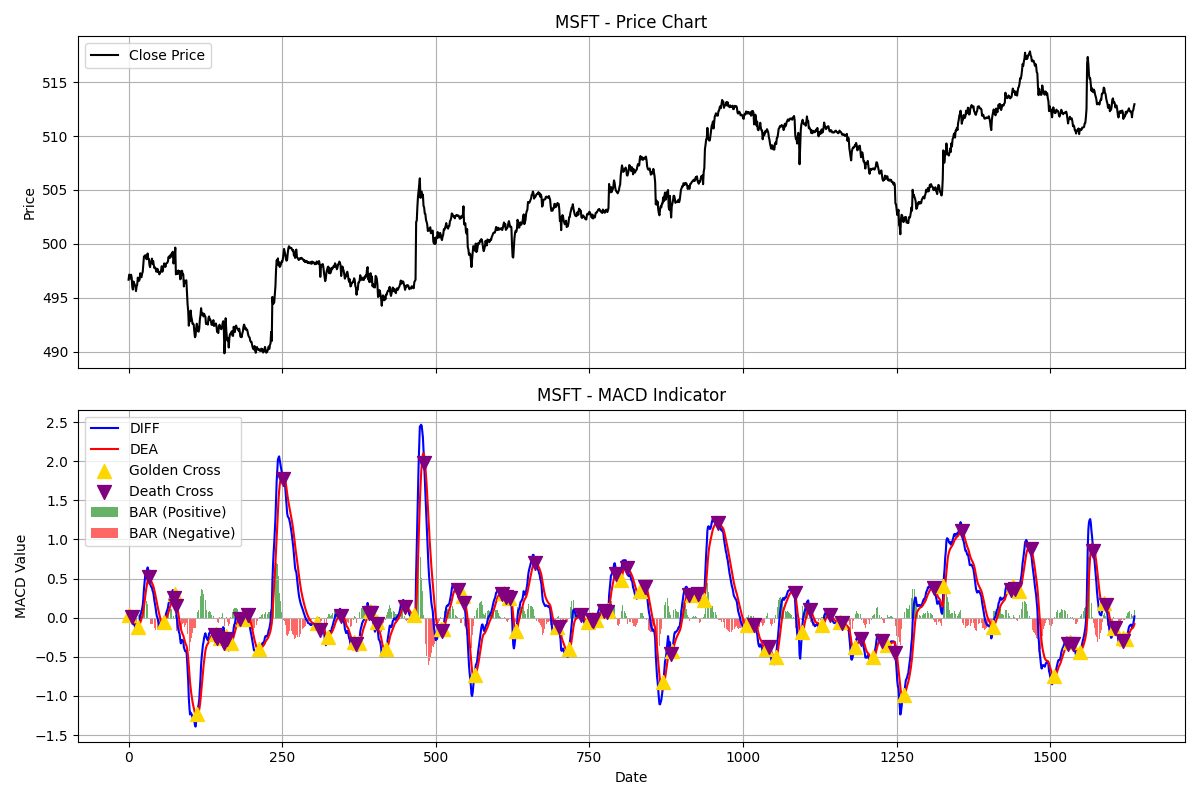 MSFT - Price Chart
Close Price
Price
515
510
505
500
495
490
MSFT - MACD Indicator
DIFF
DEA
Golden Cross
Death Cross
BAR (Positive)
BAR (Negative)
MACD Value
2.5
2.0
1.5
1.0
0.5
0.0
−0.5
−1.0
−1.5
0 250 500 750 1000 1250 1500
Date